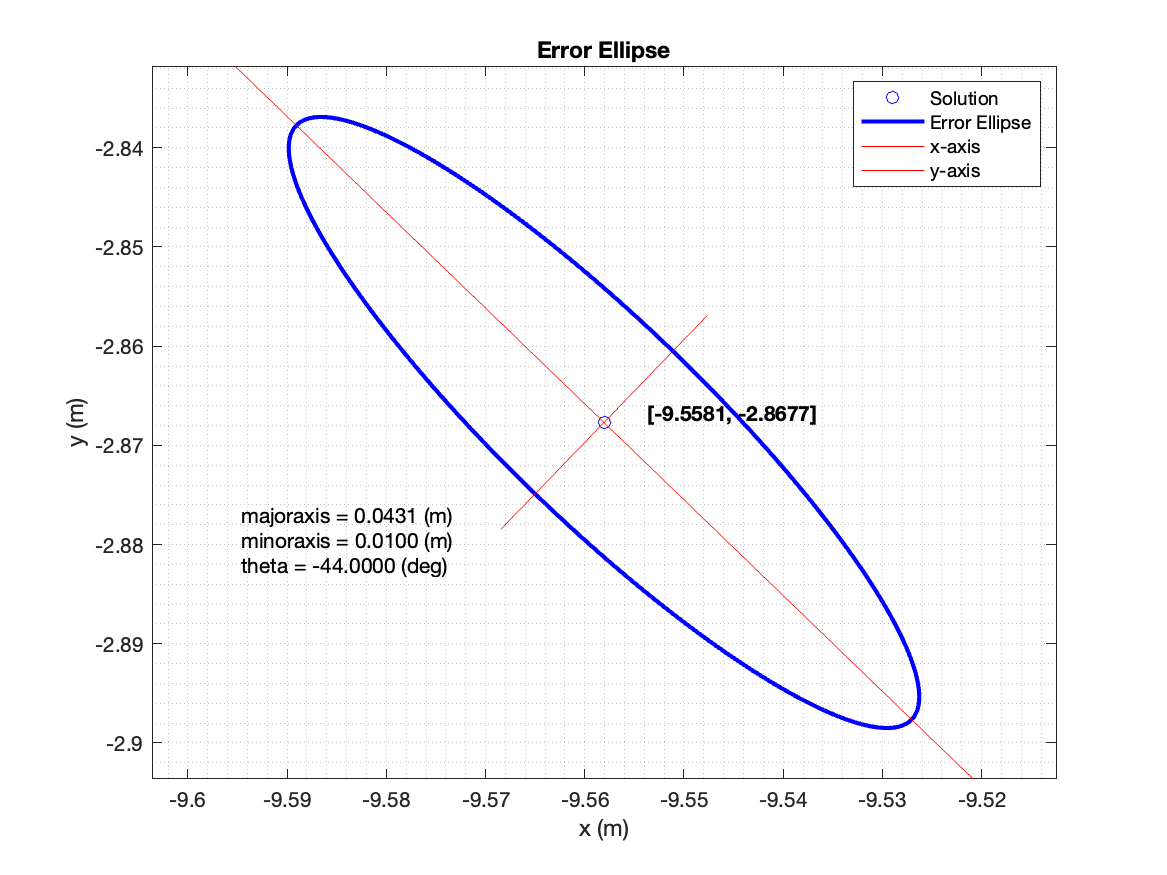 Error Ellipse
Solution
Error Ellipse
x-axis
y-axis
-2.84
-2.85
-2.86
-2.87
-2.88
-2.89
-2.9
y (m)
[-9.5581, -2.8677]
majoraxis = 0.0431 (m)
minoraxis = 0.0100 (m)
theta = -44.0000 (deg)
-9.6 -9.59 -9.58 -9.57 -9.56 -9.55 -9.54 -9.53 -9.52
x (m)